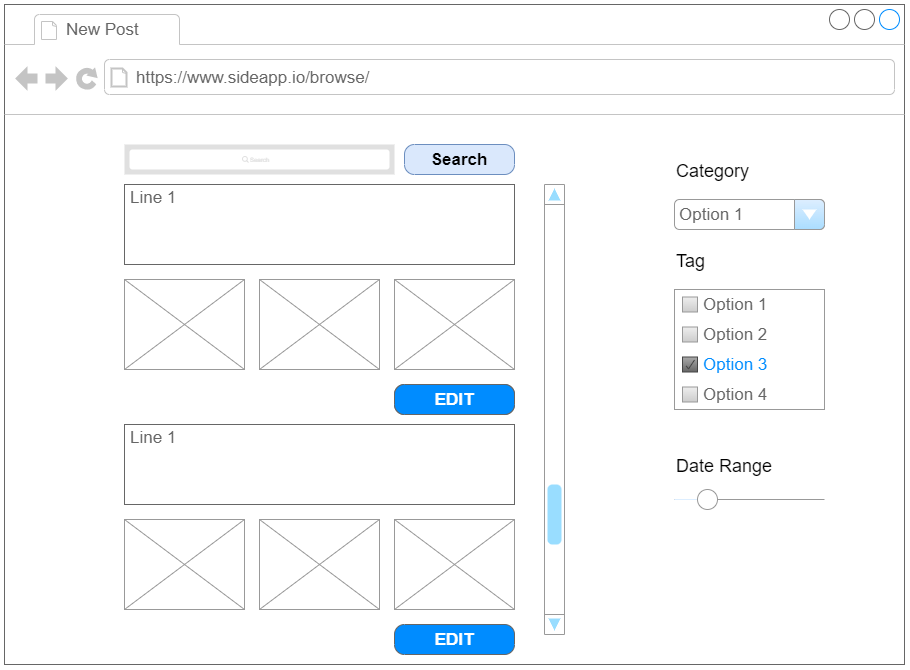 New Post
https://www.sideapp.io/browse/
Search
Search
Line 1
EDIT
Line 1
EDIT
Category
Option 1
Tag
Option 1
Option 2
Option 3
Option 4
Date Range